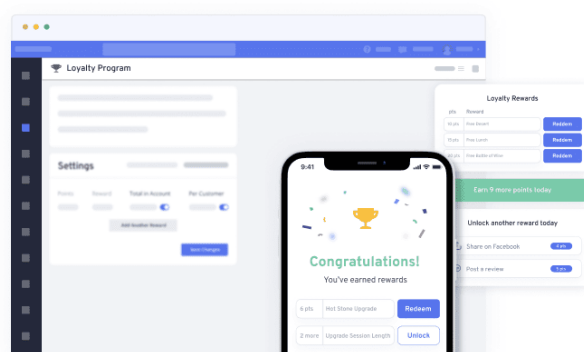 Loyalty Program
Settings
Points Reward Total in Account Per Customer
Add Another Reward
Save Changes
Loyalty Rewards
pts Reward
Free Dessert Redeem
Free Lunch Redeem
Free Bottle of Wine Redeem
Earn 9 more points today
Unlock another reward today
Share on Facebook 4 pts
Post a review 5 pts
9:41
Congratulations!
You've earned rewards
6 pts Hot Stone Upgrade Redeem
2 more Upgrade Session Length Unlock